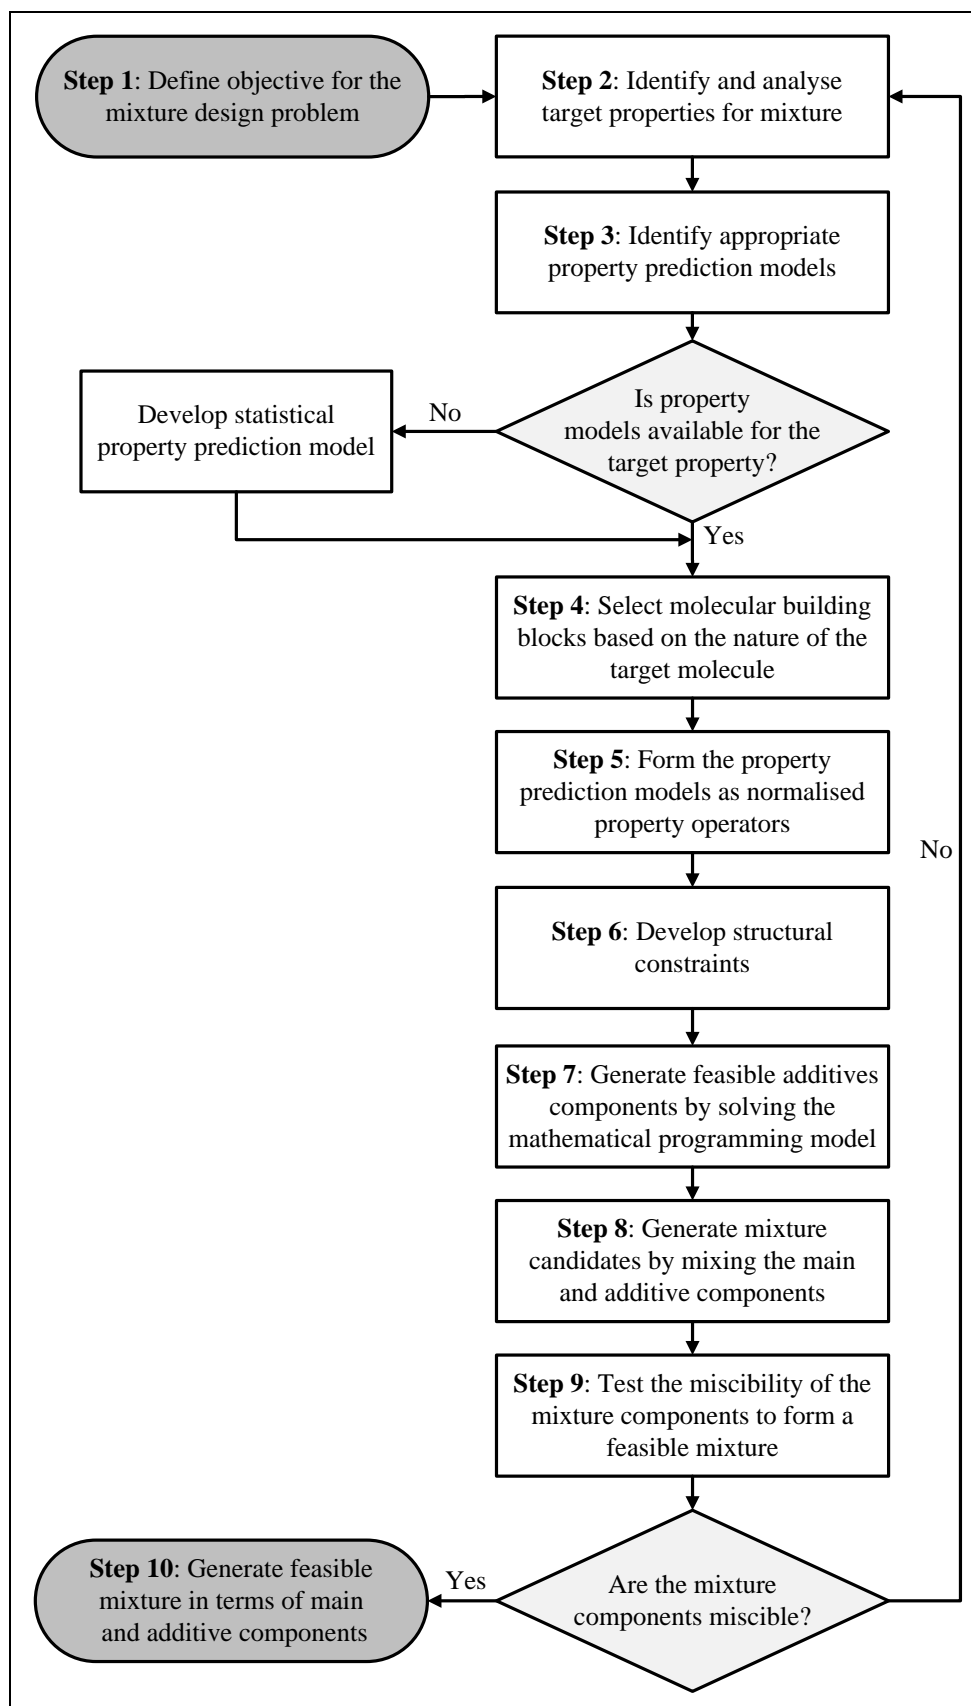 Step 1: Define objective for the
mixture design problem
Step 2: Identify and analyse
target properties for mixture
Step 3: Identify appropriate
property prediction models
Is property
models available for the
target property?
No
Develop statistical
property prediction model
Yes
Step 4: Select molecular building
blocks based on the nature of the
target molecule
Step 5: Form the property
prediction models as normalised
property operators
No
Step 6: Develop structural
constraints
Step 7: Generate feasible additives
components by solving the
mathematical programming model
Step 8: Generate mixture
candidates by mixing the main
and additive components
Step 9: Test the miscibility of the
mixture components to form a
feasible mixture
Are the mixture
components miscible?
Yes
Step 10: Generate feasible
mixture in terms of main
and additive components